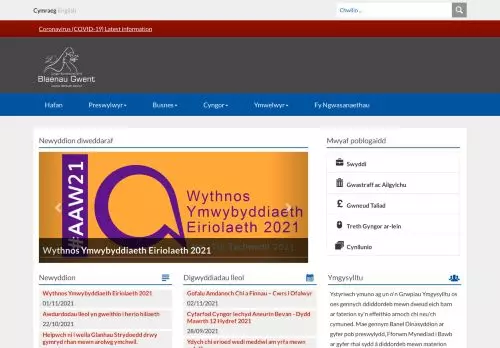 Cymraeg English
Chwilio ...
Coronavirus (COVID-19) Latest information
Blaenau Gwent
Hafan Preswylwyr Busnes Cyngor Ymwelwyr Fy Ngwasanaethau
Newyddion diweddaraf
#AAW21
Wythnos
Ymwybyddiaeth
Eiriolaeth 2021
Wythnos Ymwybyddiaeth Eiriolaeth 2021
Mwyaf poblogaidd
Swyddi
Gwastraff ac Ailgylchu
Gwneud Taliad
Treth Gyngor ar-lein
Cynllunio
Newyddion
Wythnos Ymwybyddiaeth Eiriolaeth 2021
01/11/2021
Awdurdodau lleol yn gweithio i herio biliaeth
22/10/2021
Helpwch ni i weila Glanhau Strydoedd drwy
gymryd rhan mewn arolwg ymchwil.
Digwyddiadau lleol
Gofalu Amdanoch Chi a Finnau – Cwrs i Ofalwyr
02/11/2021
Cyfarfod Cyngor Iechyd Aneurin Bevan - Dydd
Mawrth 12 Hydref 2021
28/09/2021
Ydych chi erioed wedi meddwl am yrfa mewn
Ymgysylltu
Ystyriwch ymuno ag un o'n Grwpiau Ymgysylltu os
oes gennych ddiddordeb mewn dweud eich barn
ar faterion sy'n effeithio arnoch chi neu'ch
cymuned. Mae gennym Banel Dinasyddion ar
gyfer pob preswylydd, Fforwm Mynediad i Bawb
ar gyfer rhai sydd â diddordeb mewn materion